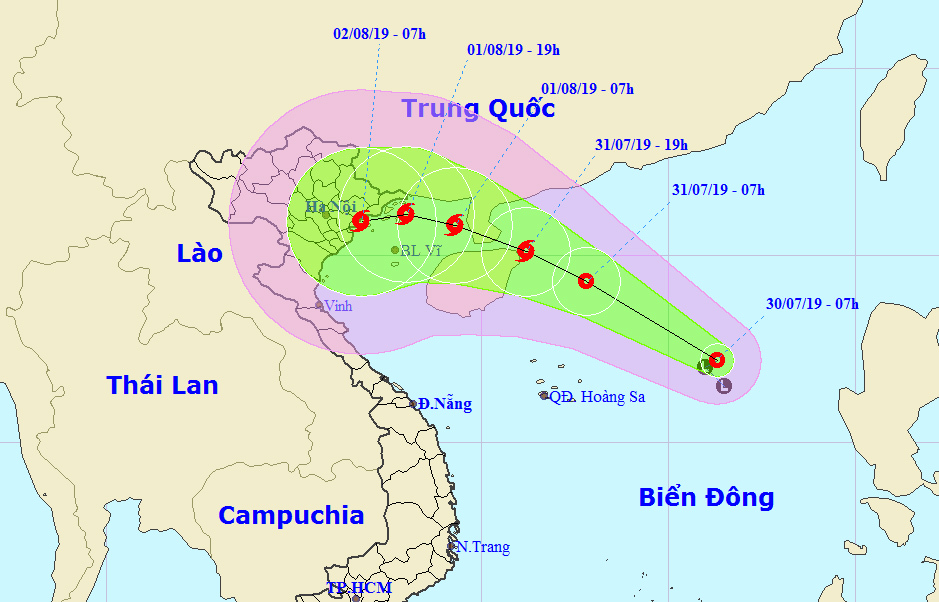 02/08/19 - 07h
01/08/19 - 19h
01/08/19 - 07h
Trung Quốc
31/07/19 - 19h
31/07/19 - 07h
Hà Nội
Lào
BL Vĩ
Vinh
30/07/19 - 07h
L
L
Thái Lan
Đ.Nẵng
QĐ. Hoàng Sa
Biển Đông
Campuchia
N.Trang
TP.HCM